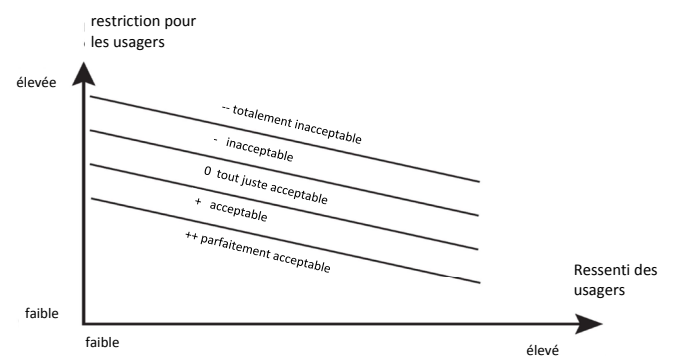 restriction pour
les usagers
élevée
-- totalement inacceptable
- inacceptable
0 tout juste acceptable
+ acceptable
++ parfaitement acceptable
Ressenti des
usagers
faible
faible
élevé